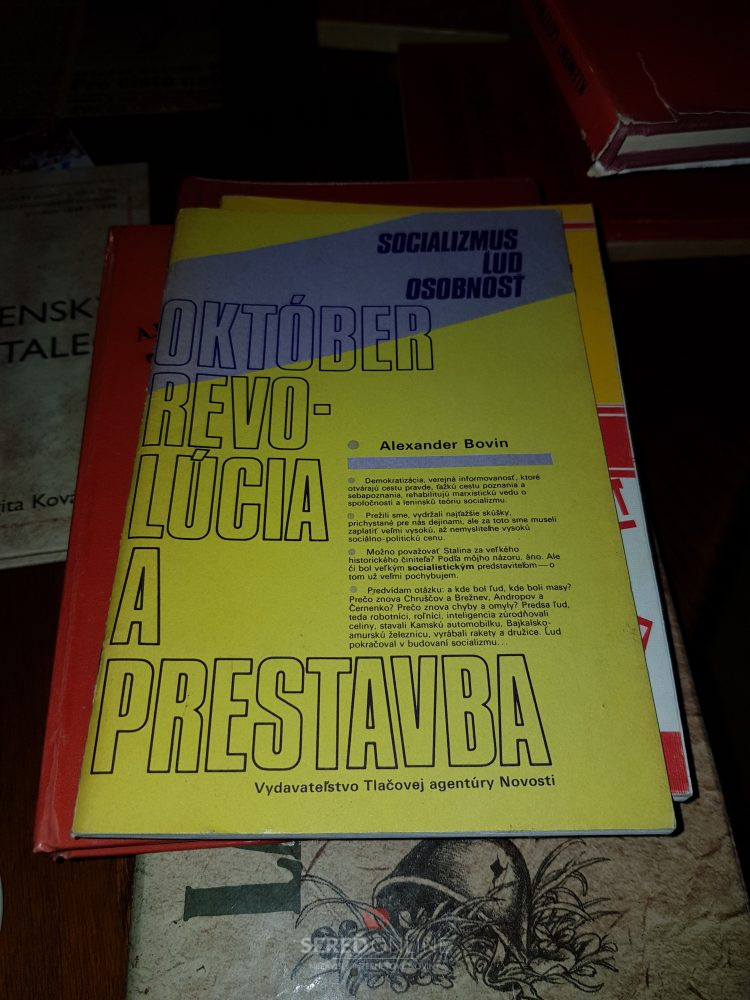 SOCIALIZMUS
ĽUD
OSOBNOSŤ
OKTÓBER
REVO-
LÚCIA
A
PRESTAVBA
Alexander Bovin
Demokratizácia, verejná informovanosť, ktoré
otvárajú cestu pravde, ťažkú cestu poznania a
sebapoznania, rehabilitujú marxistickú vedu o
spoločnosti a leninskú teóriu socializmu.
Prežili sme, vydržali najťažšie skúšky,
prichystané pre nás dejinami, ale za toto sme museli
zaplatiť veľmi vysokú, až nemysliteľne vysokú
sociálno-politickú cenu.
Možno považovať Stalina za veľkého
historického činiteľa? Podľa môjho názoru, áno. Ale
či bol veľkým socialistickým predstaviteľom — o
tom už veľmi pochybujem.
Predvídam otázku: a kde bol ľud, kde boli masy?
Prečo znova Chruščov a Brežnev, Andropov a
Černenko? Prečo znova chyby a omyly? Predsa ľud,
teda robotníci, roľníci, inteligencia zúrodňovali
celiny, stavali Kamskú automobilku, Bajkalsko-
amurskú železnicu, vyrábali rakety a družice. Ľud
pokračoval v budovaní socializmu...
Vydavateľstvo Tlačovej agentúry Novosti
ENSKÝ
TALE
rita Kova
SEREĎONLINE